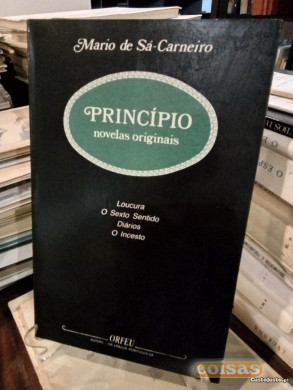 Mario de Sá-Carneiro
PRINCÍPIO
novelas originais
Loucura
O Sexto Sentido
Diários
O Incesto
ORFEU
coisas